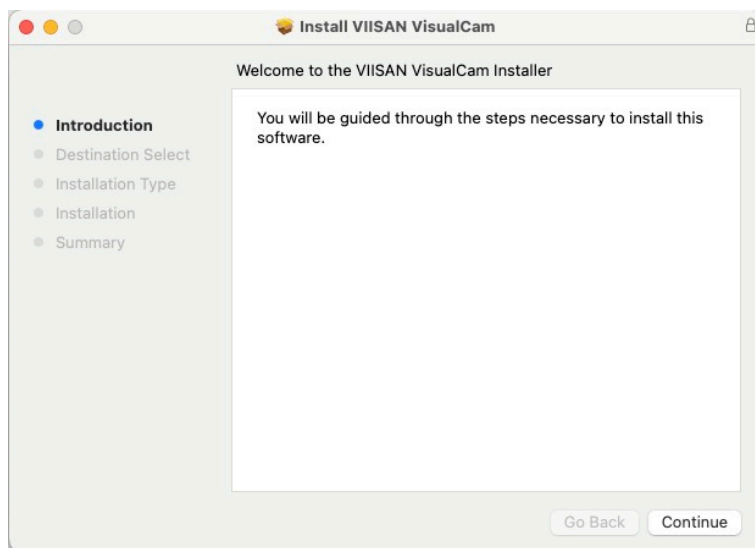 Install VIISAN VisualCam
Welcome to the VIISAN VisualCam Installer
Introduction
Destination Select
Installation Type
Installation
Summary
You will be guided through the steps necessary to install this
software.
Go Back
Continue